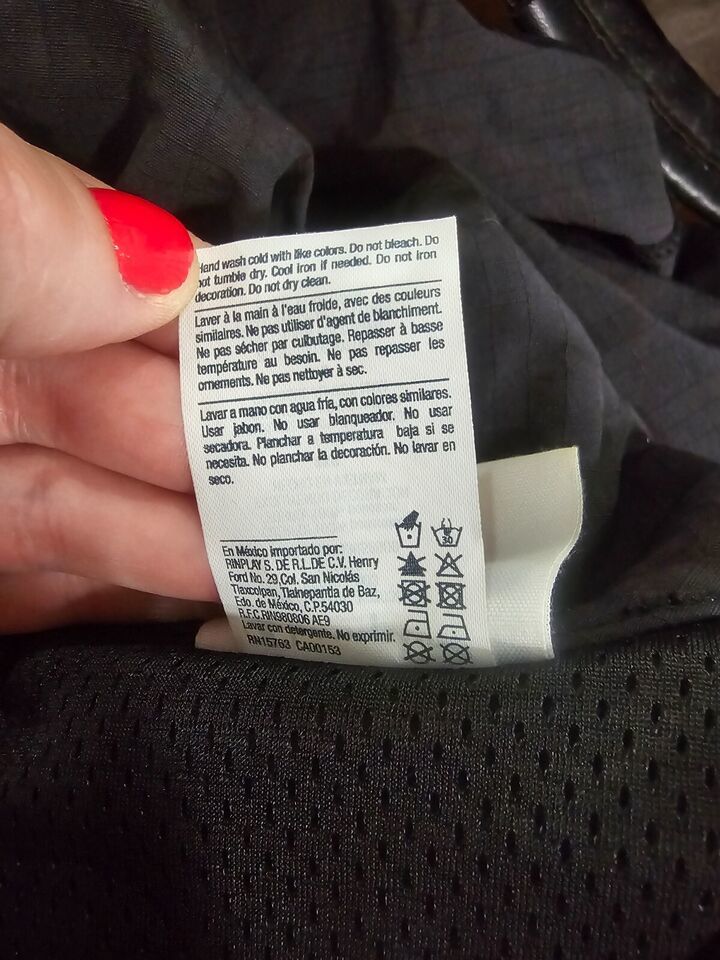 Hand wash cold with like colors. Do not bleach. Do
not tumble dry. Cool iron if needed. Do not iron
decoration. Do not dry clean.
Laver à la main à l'eau froide, avec des couleurs
similaires. Ne pas utiliser d'agent de blanchiment.
Ne pas sécher par culbutage. Repasser à basse
température au besoin. Ne pas repasser les
ornements. Ne pas nettoyer à sec.
Lavar a mano con agua fría, con colores similares.
Usar jabon. No usar blanqueador. No usar
secadora. Planchar a temperatura baja si se
necesita. No planchar la decoración. No lavar en
seco.
En México importado por:
RINPLAY S. DE R.L.DE C.V. Henry
Ford No. 29,Col. San Nicolás
Tlaxcolpan, Tlalnepantla de Baz,
Edo. de México, C.P.54030
R.F.C.RIN980806 AE9
Lavar con detergente. No exprimir.
RN15763 CA00153
30